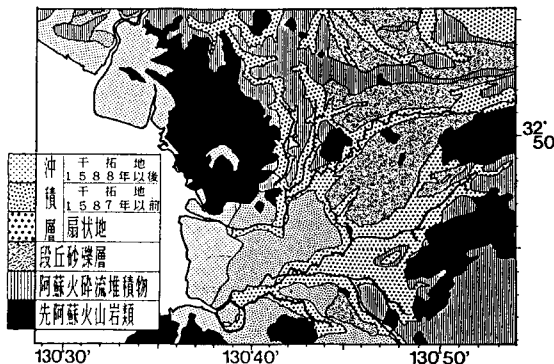 沖積層
干拓地
1588年以後
干拓地
1587年以前
扇状地
段丘砂礫層
阿蘇火砕流堆積物
先阿蘇火山岩類
32°
50
130°30'
130°40'
130°50'